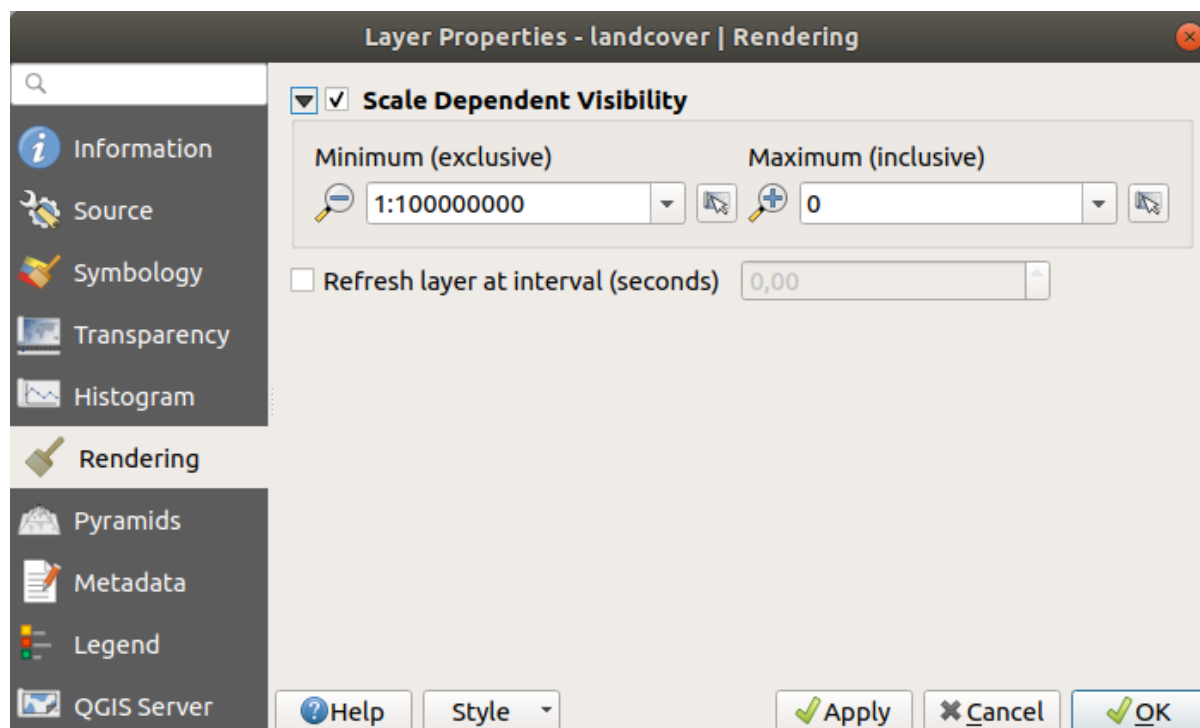 Layer Properties - landcover | Rendering
Information
Source
Symbology
Transparency
Histogram
Rendering
Pyramids
Metadata
Legend
QGIS Server
Scale Dependent Visibility
Minimum (exclusive) Maximum (inclusive)
1:100000000 0
Refresh layer at interval (seconds) 0,00
Help Style Apply Cancel OK